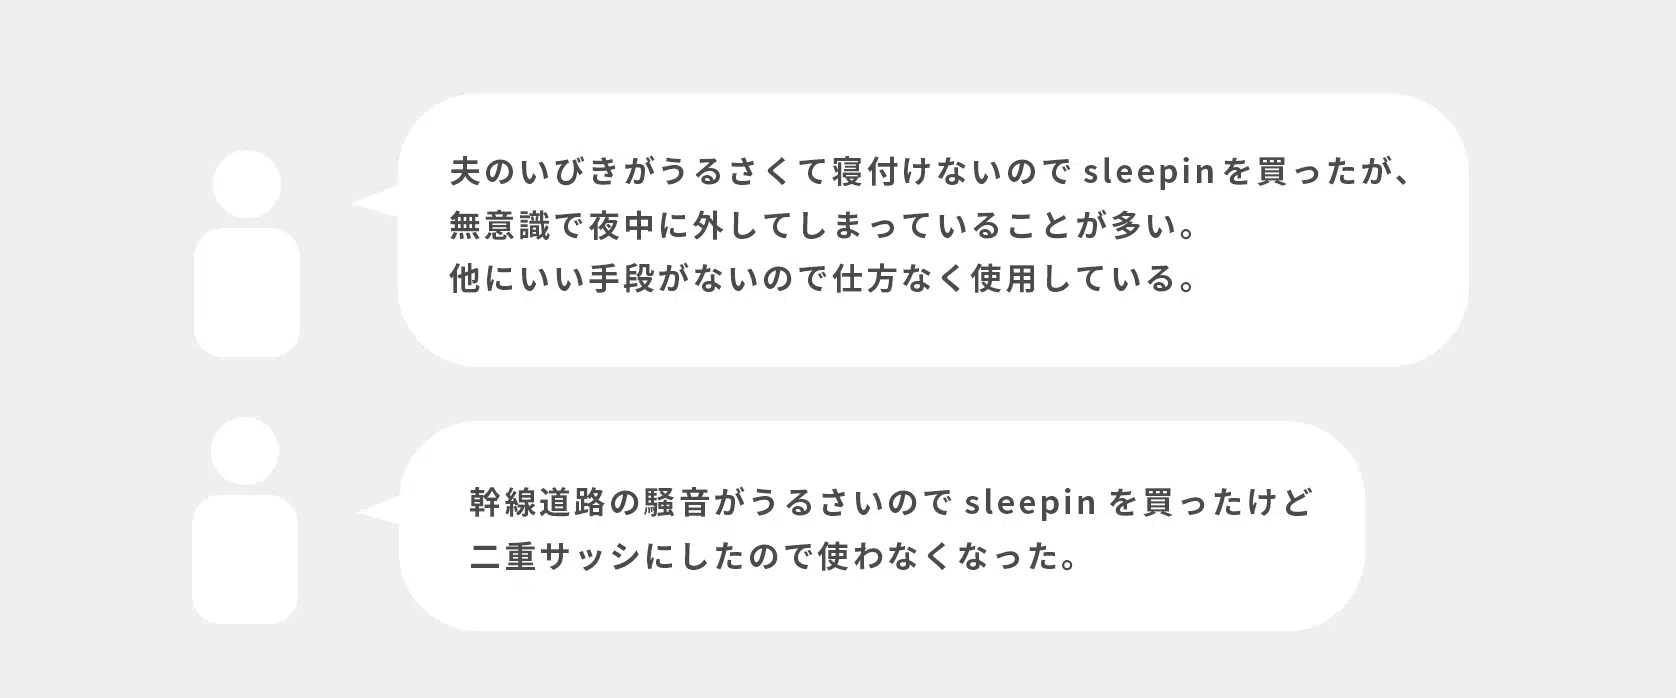 夫のいびきがうるさくて寝付けないので sleepin を買ったが、
無意識で夜中に外してしまっていることが多い。
他にいい手段がないので仕方なく使用している。
幹線道路の騒音がうるさいので sleepin を買ったけど
二重サッシにしたので使わなくなった。